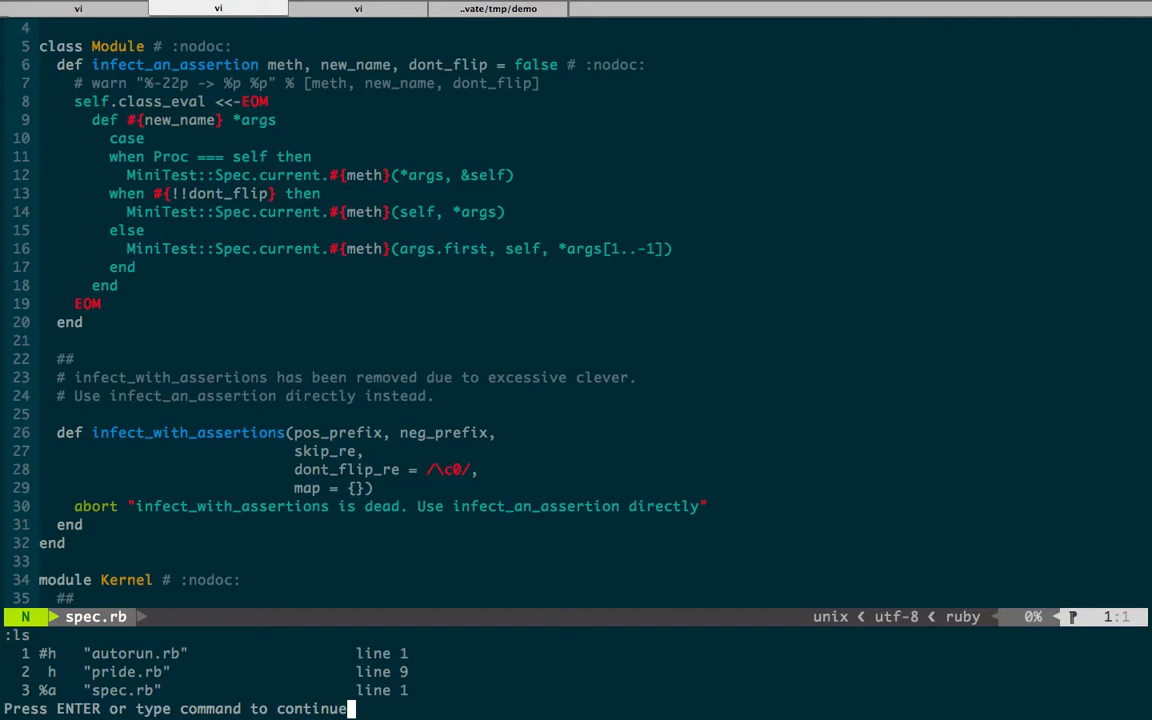 vi vi vi ..vate/tmp/demo
4
5 class Module # :nodoc:
6   def infect_an_assertion meth, new_name, dont_flip = false # :nodoc:
7     # warn "%-22p -> %p %p" % [meth, new_name, dont_flip]
8     self.class_eval <<-EOM
9       def #{new_name} *args
10         case
11         when Proc === self then
12           MiniTest::Spec.current.#{meth}(*args, &self)
13         when #{!!dont_flip} then
14           MiniTest::Spec.current.#{meth}(self, *args)
15         else
16           MiniTest::Spec.current.#{meth}(args.first, self, *args[1..-1])
17         end
18       end
19     EOM
20   end
21
22   ##
23   # infect_with_assertions has been removed due to excessive clever.
24   # Use infect_an_assertion directly instead.
25
26   def infect_with_assertions(pos_prefix, neg_prefix,
27                              skip_re,
28                              dont_flip_re = /\c0/,
29                              map = {})
30     abort "infect_with_assertions is dead. Use infect_an_assertion directly"
31   end
32 end
33
34 module Kernel # :nodoc:
35   ##
N spec.rb unix < utf-8 < ruby 0% 1:1
:ls
  1 #h   "autorun.rb"                   line 1
  2  h   "pride.rb"                     line 9
  3 %a   "spec.rb"                      line 1
Press ENTER or type command to continue